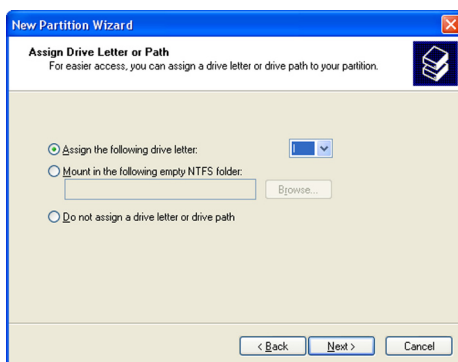 New Partition Wizard
Assign Drive Letter or Path
For easier access, you can assign a drive letter or drive path to your partition.
Assign the following drive letter:
I
Mount in the following empty NTFS folder:
Browse...
Do not assign a drive letter or drive path
< Back
Next >
Cancel